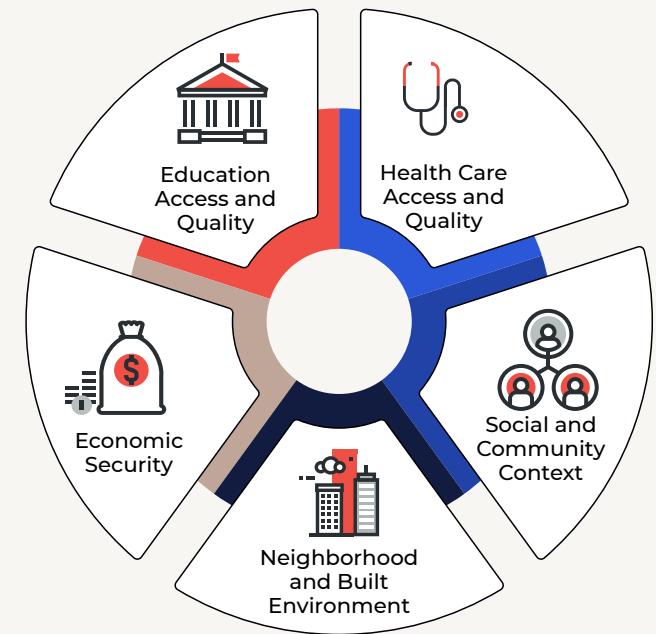 Education
Access and
Quality
Health Care
Access and
Quality
$
Economic
Security
Social and
Community
Context
Neighborhood
and Built
Environment